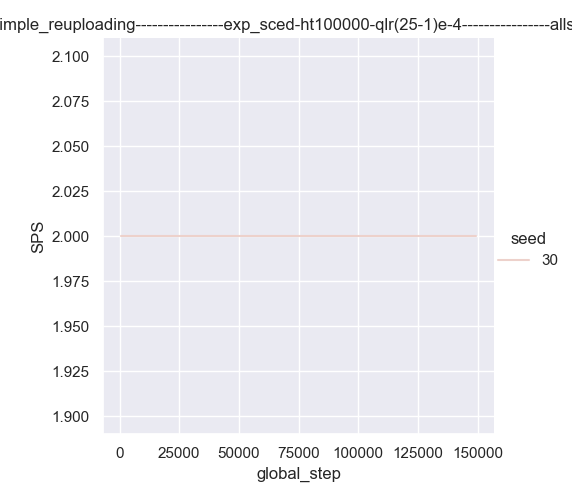 imple_reuploading----------------exp_sced-ht100000-qlr(25-1)e-4----------------alls
2.100
2.075
2.050
2.025
2.000
1.975
1.950
1.925
1.900
SPS
0 25000 50000 75000 100000 125000 150000
global_step
seed
30